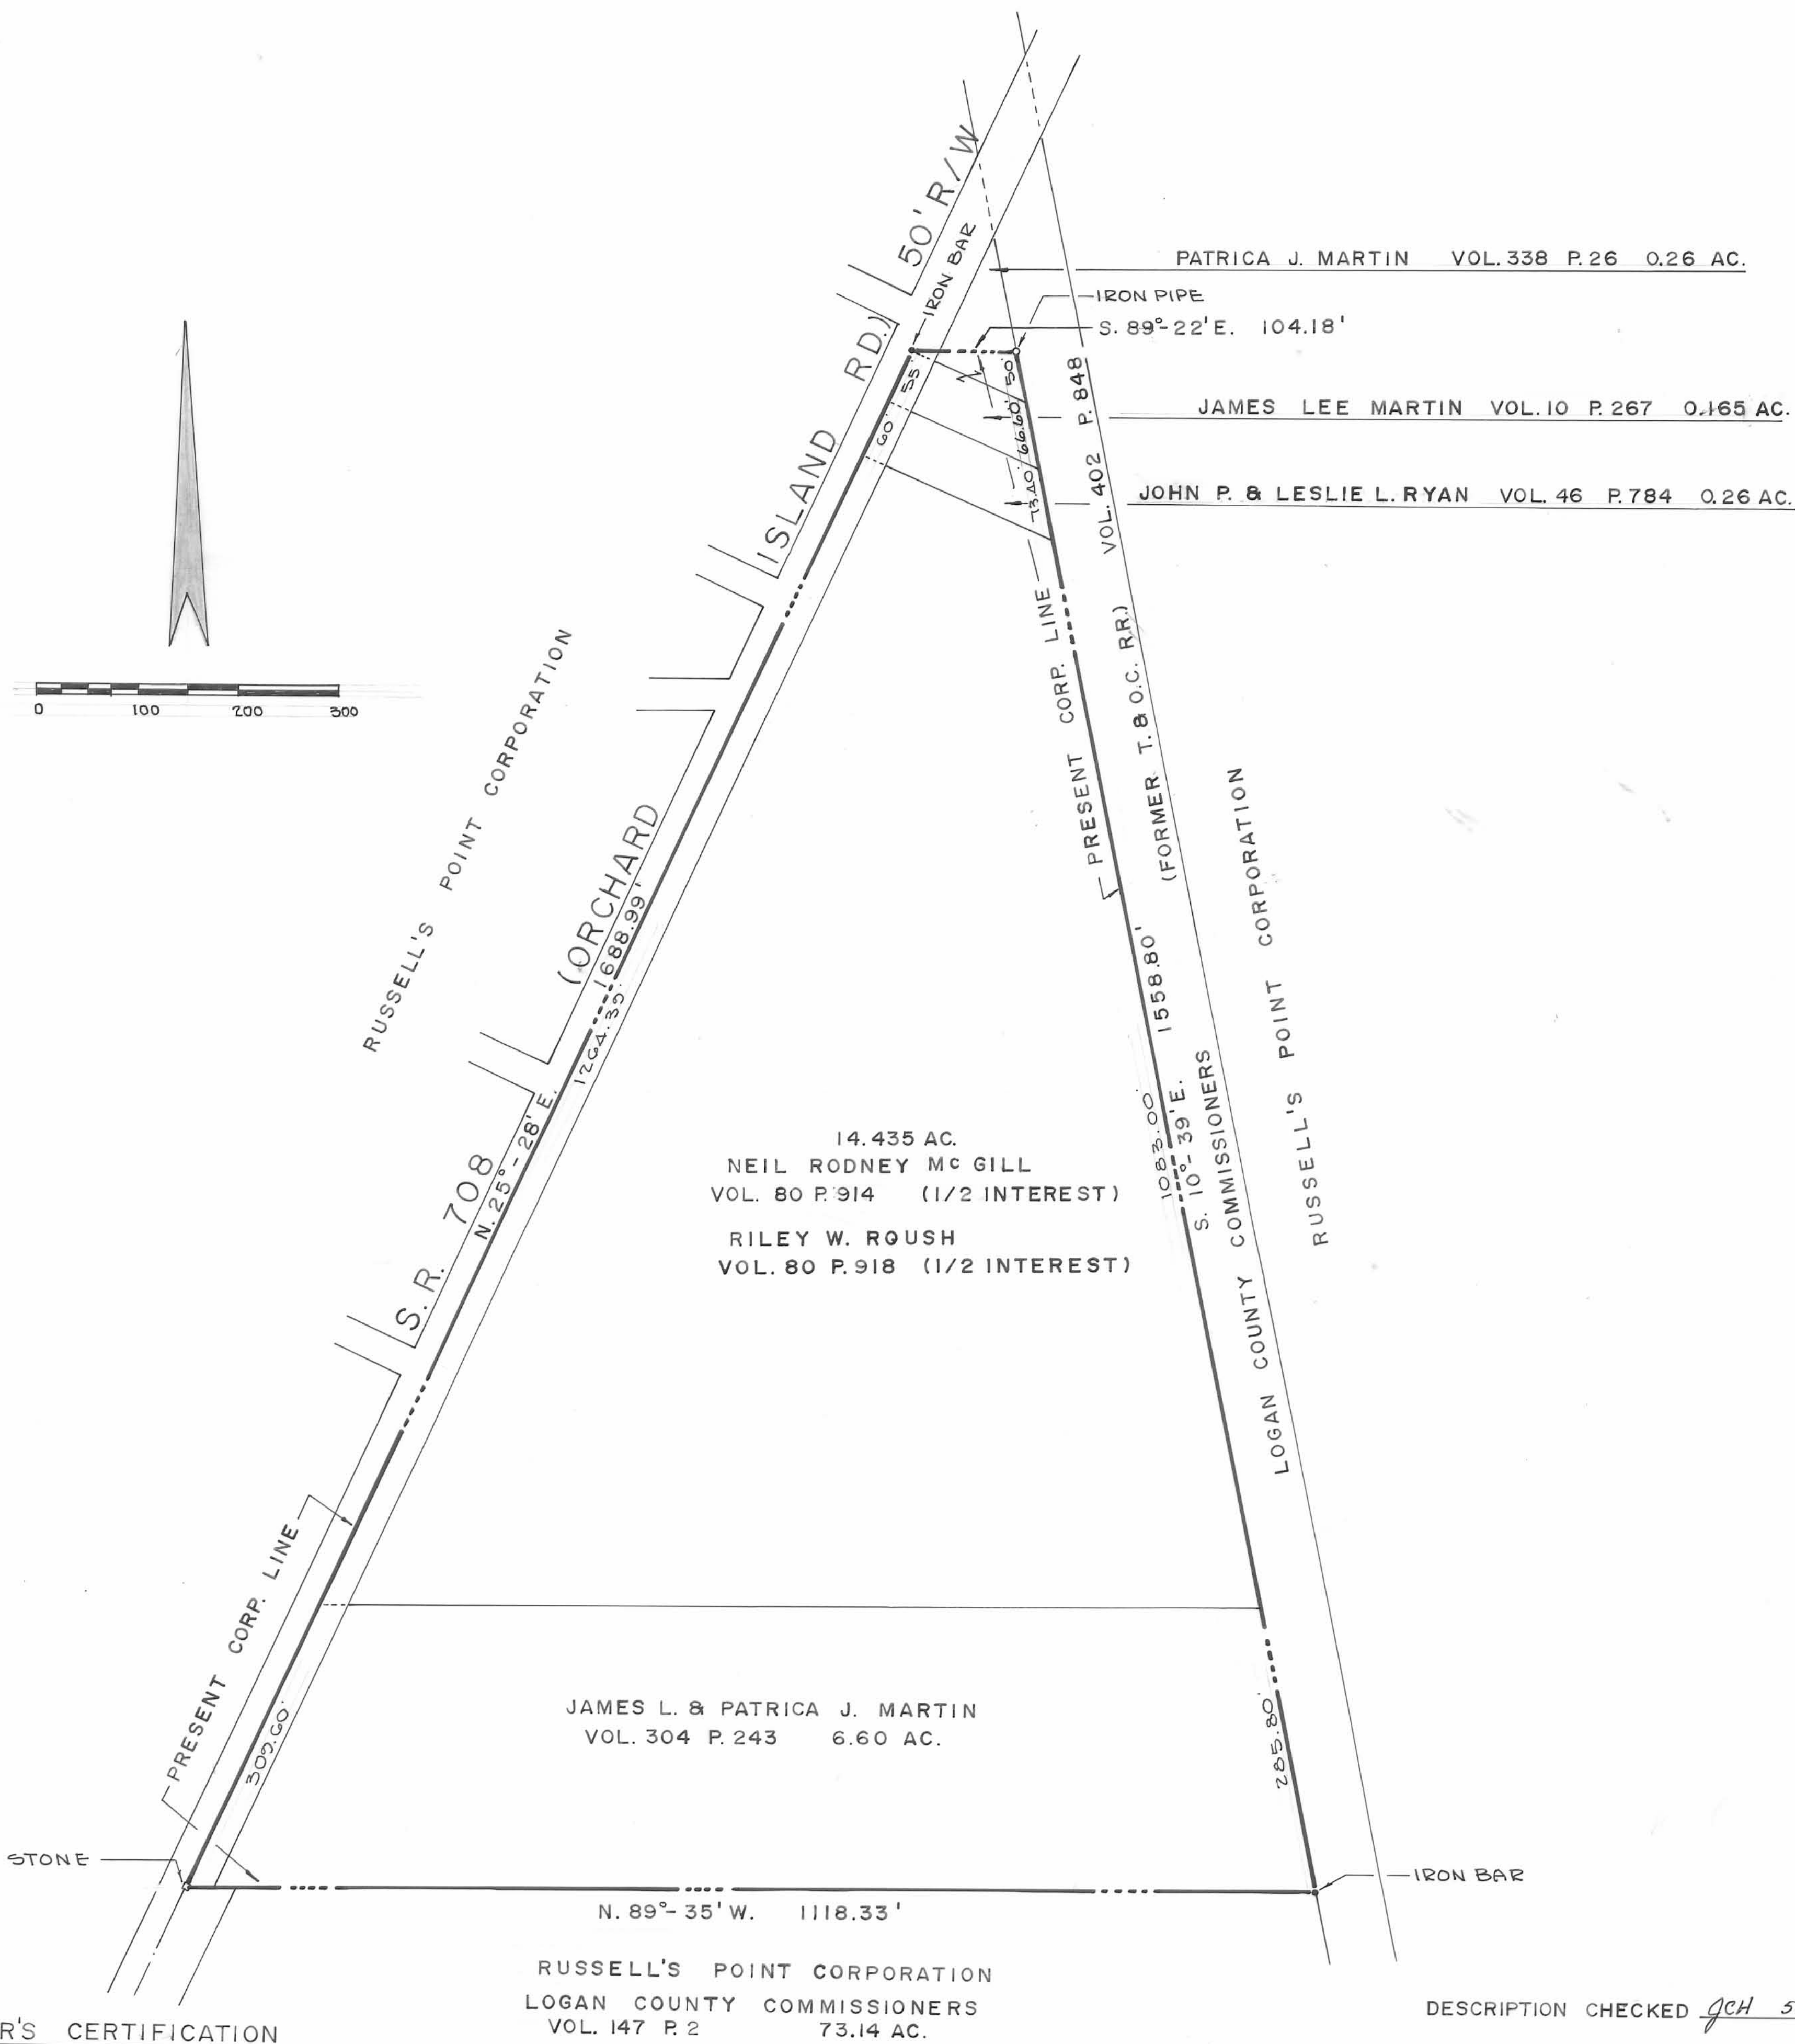 50' R/W
IRON BAR
PATRICA J. MARTIN VOL. 338 P. 26 0.26 AC.
IRON PIPE
S. 89°-22' E. 104.18'
N
JAMES LEE MARTIN VOL. 10 P. 267 0.165 AC.
JOHN P. & LESLIE L. RYAN VOL. 46 P. 784 0.26 AC.
55'
60'
50'
66.60'
73.40'
VOL. 402 P. 848
S. R. 708 (ORCHARD ISLAND RD.)
0 100 200 300
RUSSELL'S POINT CORPORATION
PRESENT CORP. LINE
(FORMER T. & O.C. RR.)
1688.99'
1264.39'
N. 25°-28' E.
1558.80'
1083.00'
S. 10°-39' E.
LOGAN COUNTY COMMISSIONERS
RUSSELL'S POINT CORPORATION
14.435 AC.
NEIL RODNEY Mc GILL
VOL. 80 P. 914 (1/2 INTEREST)
RILEY W. ROUSH
VOL. 80 P. 918 (1/2 INTEREST)
PRESENT CORP. LINE
309.60'
JAMES L. & PATRICA J. MARTIN
VOL. 304 P. 243 6.60 AC.
285.80'
STONE
IRON BAR
N. 89°-35' W. 1118.33'
RUSSELL'S POINT CORPORATION
LOGAN COUNTY COMMISSIONERS
VOL. 147 P. 2 73.14 AC.
R'S CERTIFICATION
DESCRIPTION CHECKED JCH 5